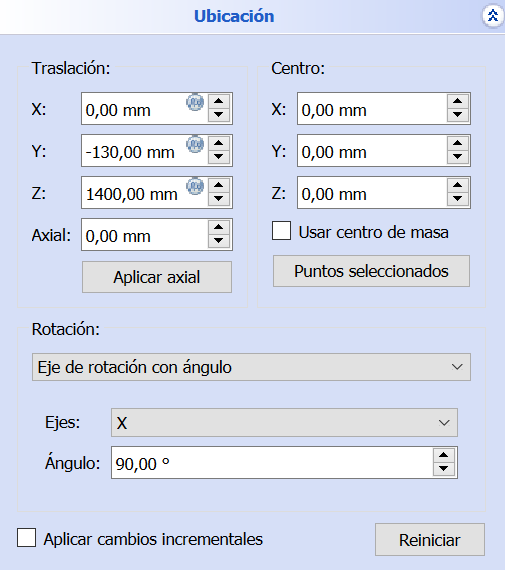 Ubicación
Traslación:
X: 0,00 mm
Y: -130,00 mm
Z: 1400,00 mm
Axial: 0,00 mm
Aplicar axial
Centro:
X: 0,00 mm
Y: 0,00 mm
Z: 0,00 mm
Usar centro de masa
Puntos seleccionados
Rotación:
Eje de rotación con ángulo
Ejes: X
Ángulo: 90,00 º
Aplicar cambios incrementales
Reiniciar